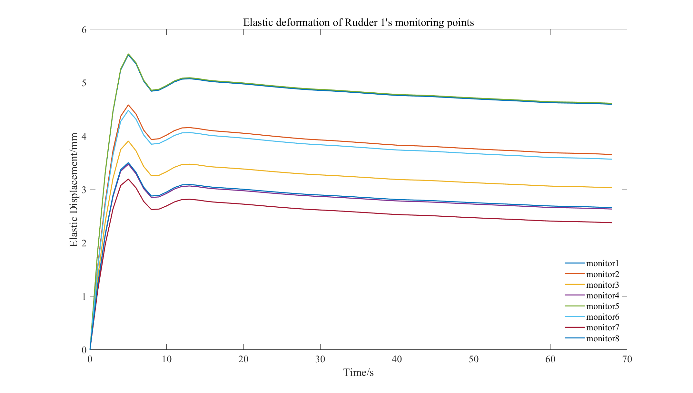 Elastic deformation of Rudder 1's monitoring points
6
5
4
3
2
1
0
Elastic Displacement/mm
0 10 20 30 40 50 60 70
Time/s
monitor1
monitor2
monitor3
monitor4
monitor5
monitor6
monitor7
monitor8